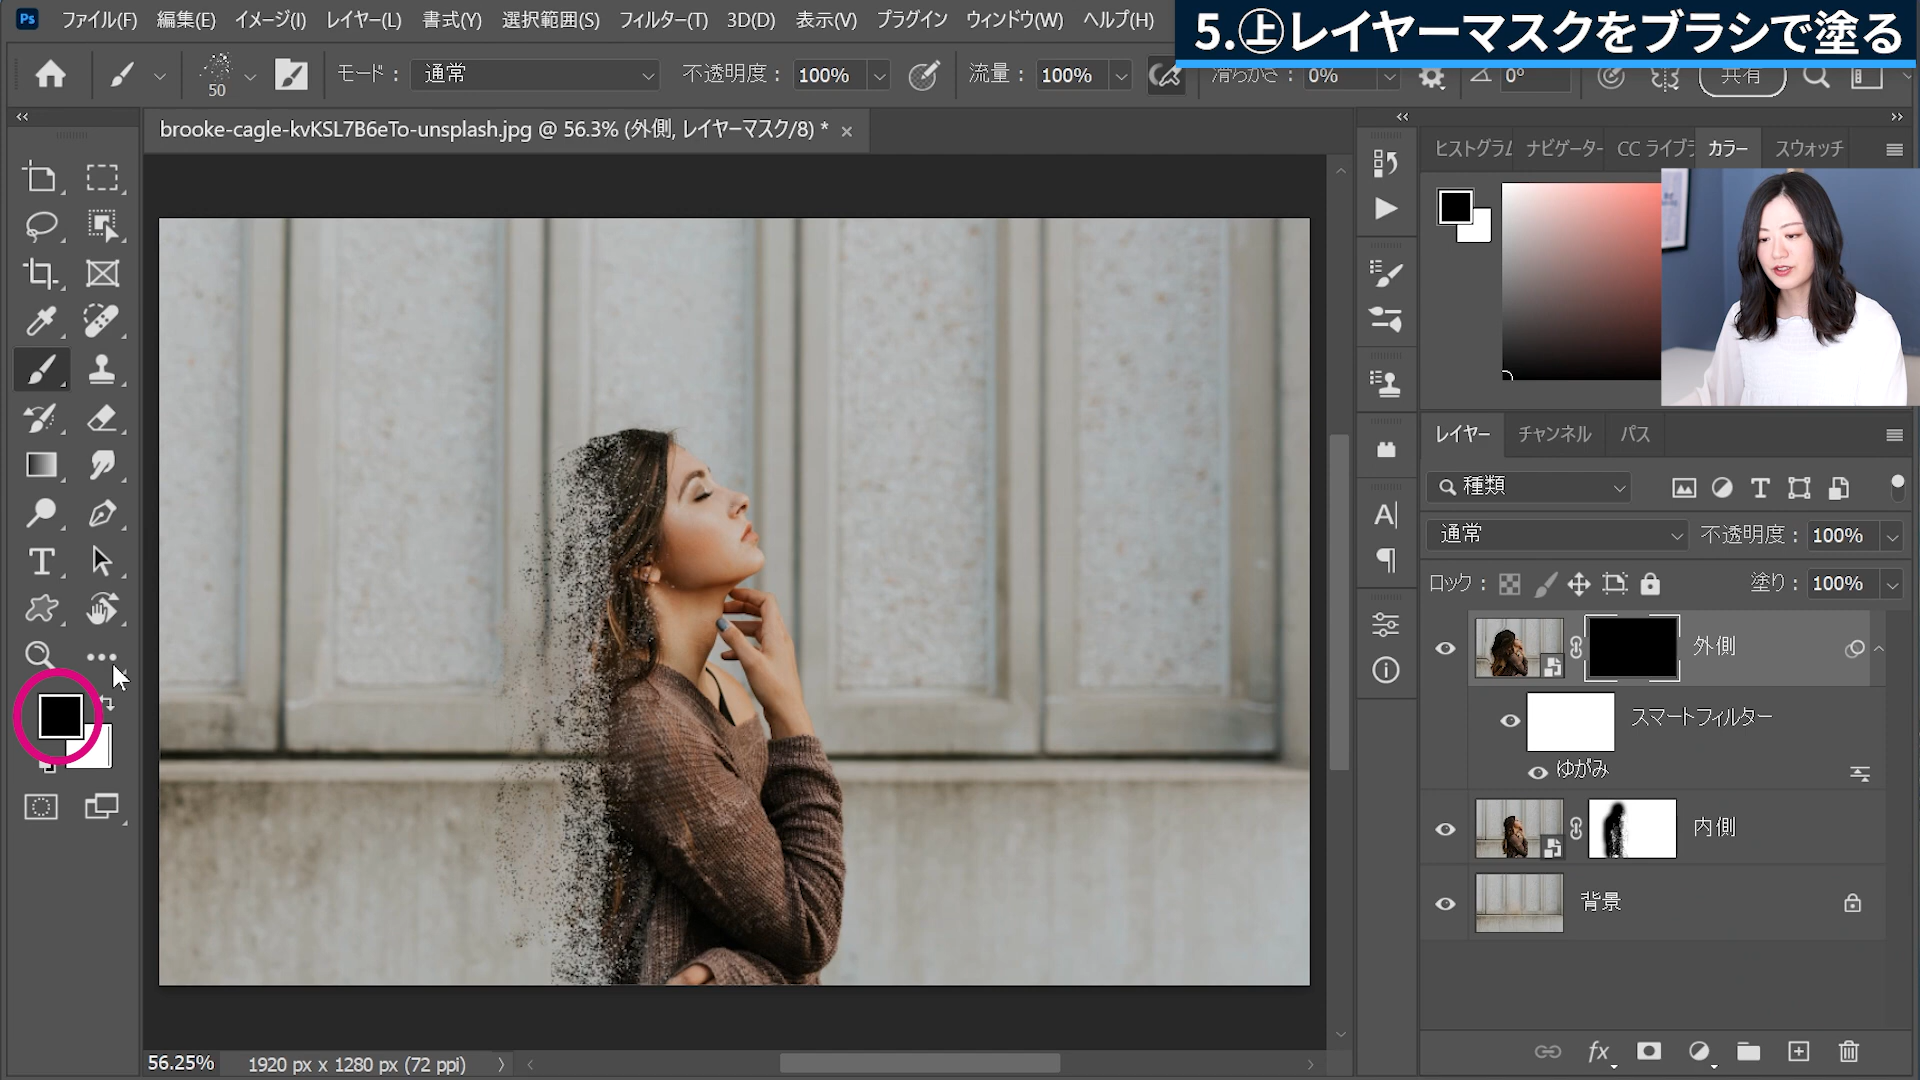 Ps ファイル(F) 編集(E) イメージ(I) レイヤー(L) 書式(Y) 選択範囲(S) フィルター(T) 3D(D) 表示(V) プラグイン ウィンドウ(W) ヘルプ(H)
5.㊤レイヤーマスクをブラシで塗る
50 モード： 通常 不透明度： 100% 流量： 100% 滑らかさ： 0% 0° 共有
brooke-cagle-kvKSL7B6eTo-unsplash.jpg @ 56.3% (外側, レイヤーマスク/8) * ×
ヒストグラム ナビゲーター CC ライブラ カラー スウォッチ
レイヤー チャンネル パス
種類
通常 不透明度： 100%
ロック： 塗り： 100%
外側
スマートフィルター
ゆがみ
内側
背景
fx
56.25% 1920 px x 1280 px (72 ppi)